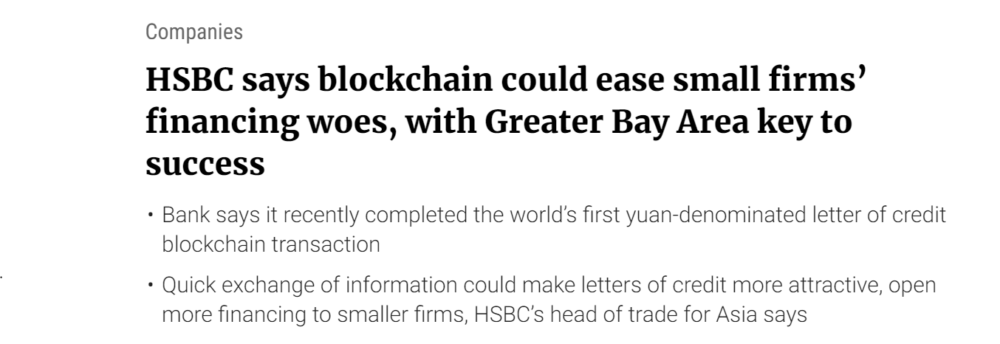 Companies
HSBC says blockchain could ease small firms’
financing woes, with Greater Bay Area key to
success
• Bank says it recently completed the world’s first yuan-denominated letter of credit
blockchain transaction
• Quick exchange of information could make letters of credit more attractive, open
more financing to smaller firms, HSBC’s head of trade for Asia says